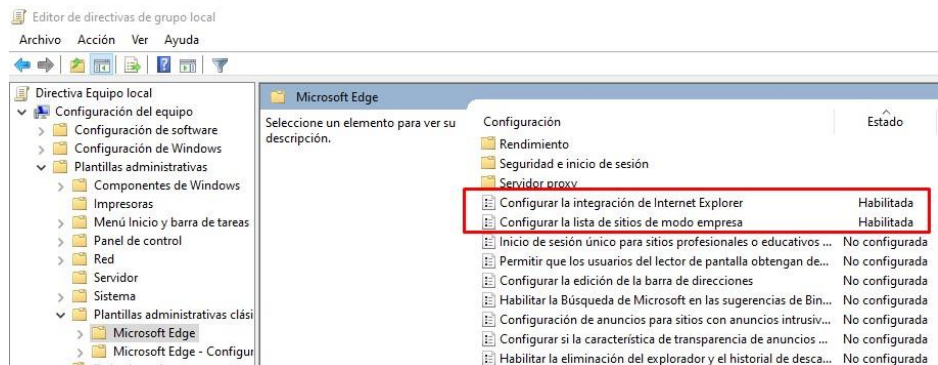 Editor de directivas de grupo local
Archivo Acción Ver Ayuda
Directiva Equipo local
Configuración del equipo
Configuración de software
Configuración de Windows
Plantillas administrativas
Componentes de Windows
Impresoras
Menú Inicio y barra de tareas
Panel de control
Red
Servidor
Sistema
Plantillas administrativas clási
Microsoft Edge
Microsoft Edge - Configur
Microsoft Edge
Seleccione un elemento para ver su
descripción.
Configuración Estado
Rendimiento
Seguridad e inicio de sesión
Servidor proxy
Configurar la integración de Internet Explorer Habilitada
Configurar la lista de sitios de modo empresa Habilitada
Inicio de sesión único para sitios profesionales o educativos ... No configurada
Permitir que los usuarios del lector de pantalla obtengan de... No configurada
Configurar la edición de la barra de direcciones No configurada
Habilitar la Búsqueda de Microsoft en las sugerencias de Bin... No configurada
Configuración de anuncios para sitios con anuncios intrusiv... No configurada
Configurar si la característica de transparencia de anuncios ... No configurada
Habilitar la eliminación del explorador y el historial de desca... No configurada